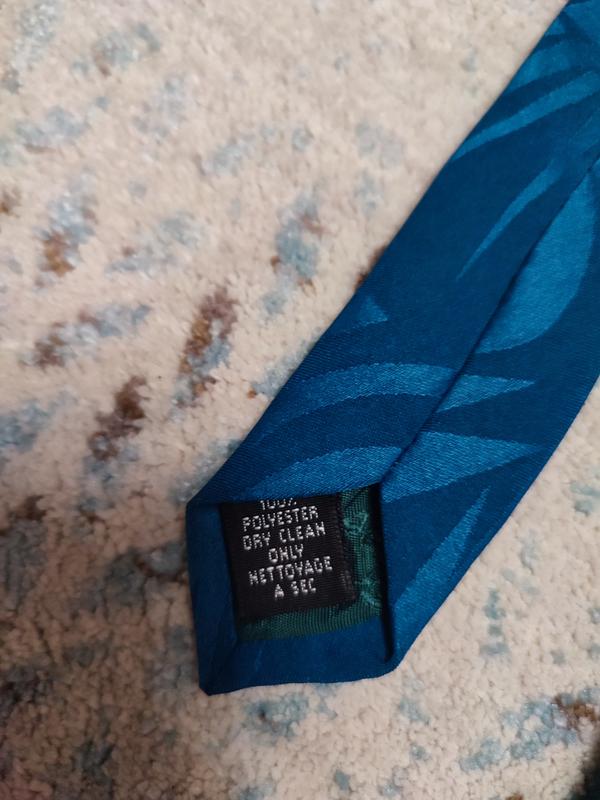 100%
POLYESTER
DRY CLEAN
ONLY
NETTOYAGE
A SEC